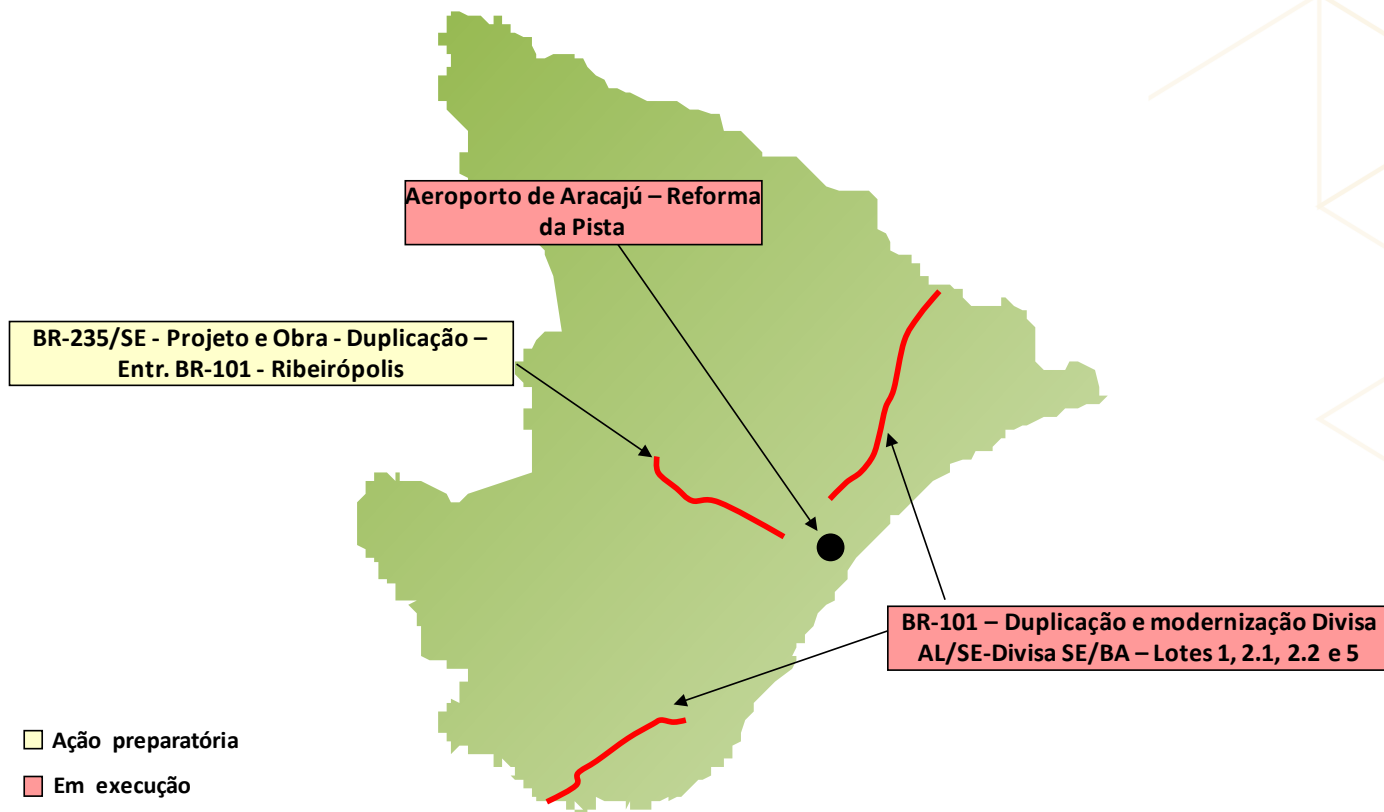 Aeroporto de Aracajú – Reforma
da Pista
BR-235/SE - Projeto e Obra - Duplicação –
Entr. BR-101 - Ribeirópolis
BR-101 – Duplicação e modernização Divisa
AL/SE-Divisa SE/BA – Lotes 1, 2.1, 2.2 e 5
Ação preparatória
Em execução